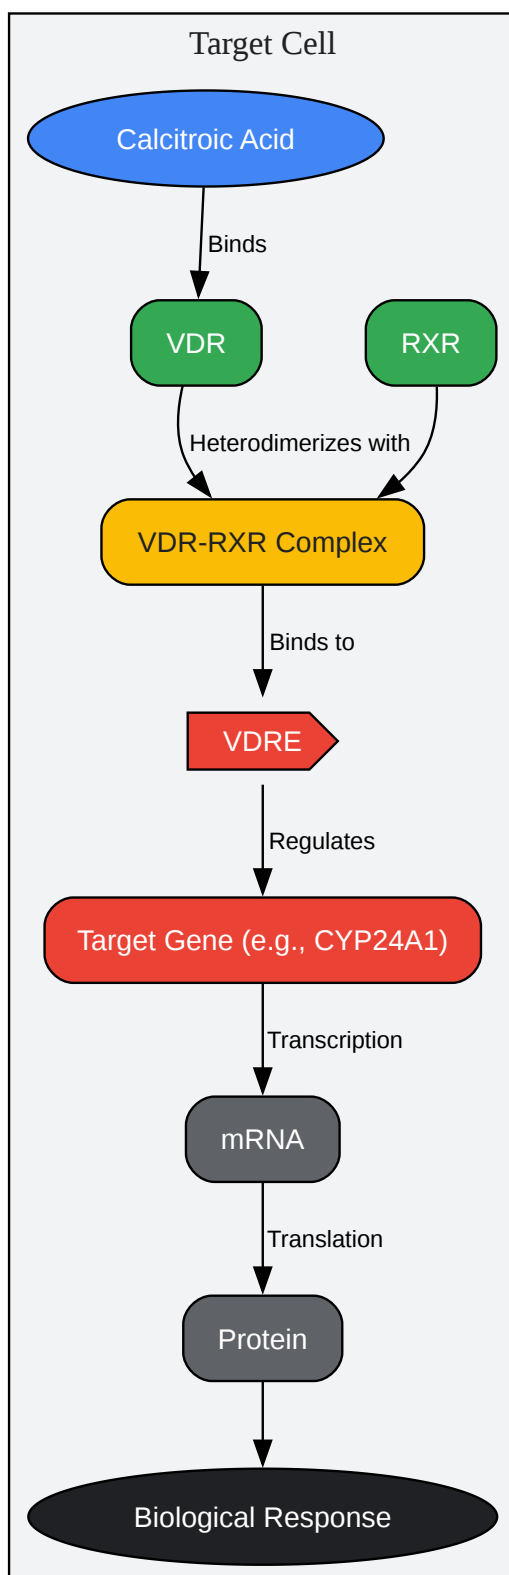 Target Cell
Calcitroic Acid
Binds
VDR
RXR
Heterodimerizes with
VDR-RXR Complex
Binds to
VDRE
Regulates
Target Gene (e.g., CYP24A1)
Transcription
mRNA
Translation
Protein
Biological Response